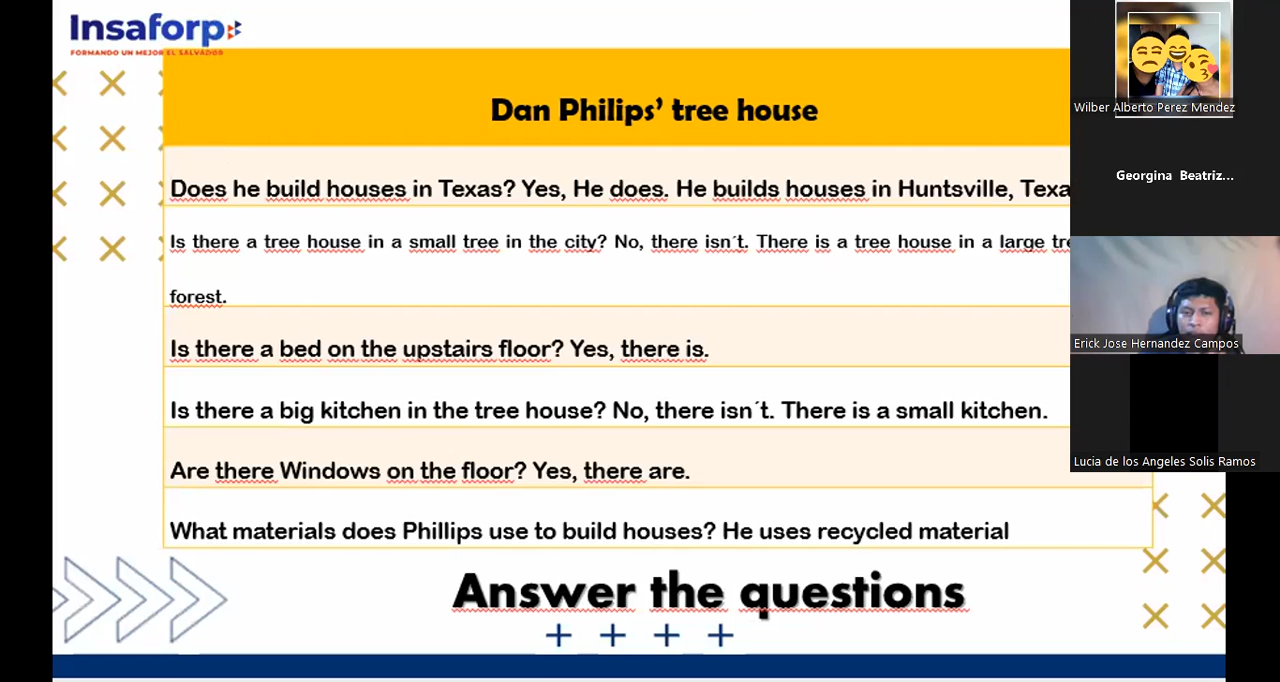 Insaforp
FORMANDO UN MEJOR EL SALVADOR
Dan Philips’ tree house
Does he build houses in Texas? Yes, He does. He builds houses in Huntsville, Texa
Is there a tree house in a small tree in the city? No, there isn´t. There is a tree house in a large tre
forest.
Is there a bed on the upstairs floor? Yes, there is.
Is there a big kitchen in the tree house? No, there isn´t. There is a small kitchen.
Are there Windows on the floor? Yes, there are.
What materials does Phillips use to build houses? He uses recycled material
Answer the questions
Wilber Alberto Perez Mendez
Georgina Beatriz...
Erick Jose Hernandez Campos
Lucia de los Angeles Solis Ramos